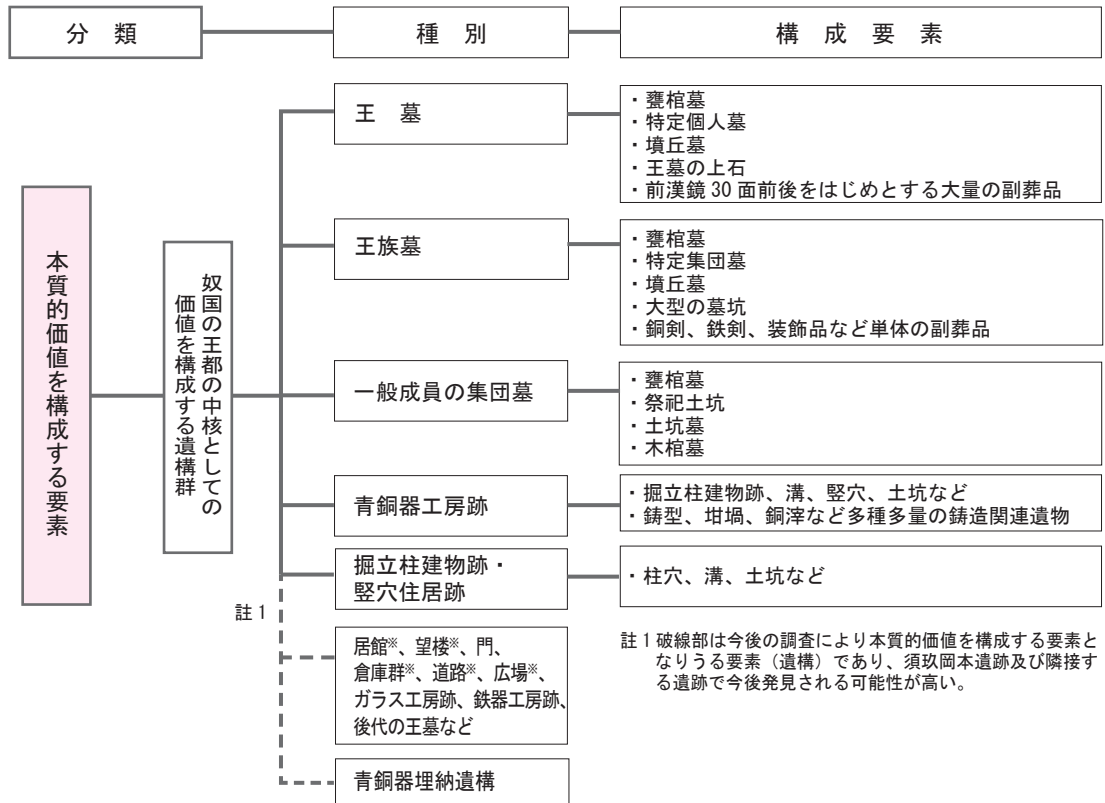 分　類
種　別
構　成　要　素
本質的価値を構成する要素
奴国の王都の中核としての
価値を構成する遺構群
王　墓
・甕棺墓
・特定個人墓
・墳丘墓
・王墓の上石
・前漢鏡 30 面前後をはじめとする大量の副葬品
王族墓
・甕棺墓
・特定集団墓
・墳丘墓
・大型の墓坑
・銅剣、鉄剣、装飾品など単体の副葬品
一般成員の集団墓
・甕棺墓
・祭祀土坑
・土坑墓
・木棺墓
青銅器工房跡
・掘立柱建物跡、溝、竪穴、土坑など
・鋳型、坩堝、銅滓など多種多量の鋳造関連遺物
掘立柱建物跡・
竪穴住居跡
・柱穴、溝、土坑など
註 1
居館※、望楼※、門、
倉庫群※、道路※、広場※、
ガラス工房跡、鉄器工房跡、
後代の王墓など
青銅器埋納遺構
註 1 破線部は今後の調査により本質的価値を構成する要素と
なりうる要素（遺構）であり、須玖岡本遺跡及び隣接す
る遺跡で今後発見される可能性が高い。